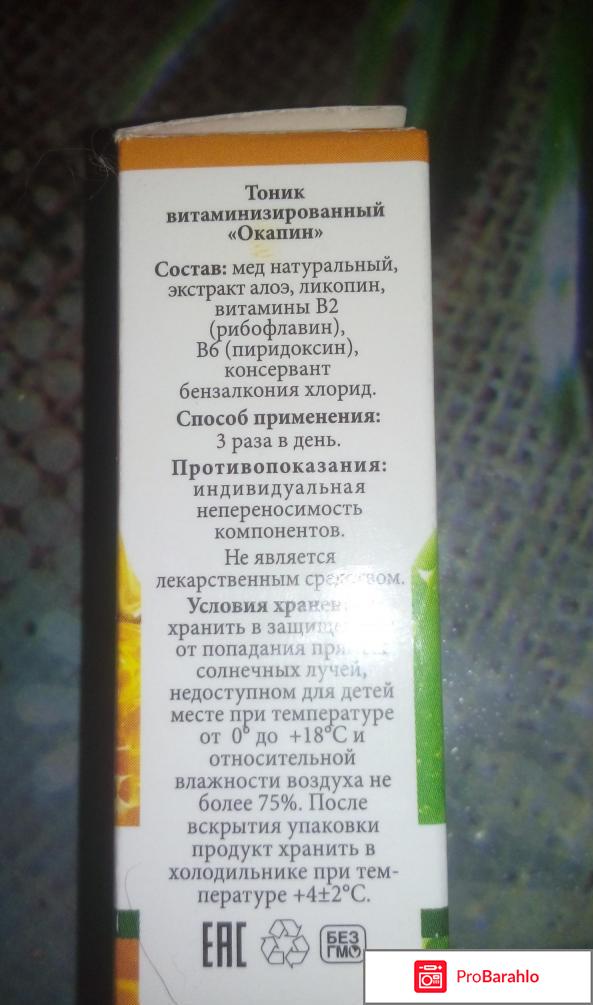 Тоник
витаминизированный
«Окапин»
Состав: мед натуральный,
экстракт алоэ, ликопин,
витамины В2
(рибофлавин),
В6 (пиридоксин),
консервант
бензалкония хлорид.
Способ применения:
3 раза в день.
Противопоказания:
индивидуальная
непереносимость
компонентов.
Не является
лекарственным средством.
Условия
хранить в
от попадания
солнечных лучей,
недоступном для детей
месте при температуре
от 0° до +18°С и
относительной
влажности воздуха не
более 75%. После
вскрытия упаковки
продукт хранить в
холодильнике при тем-
пературе +4±2°С.
ЕАС
БЕЗ
ГМО
ProBarahlo